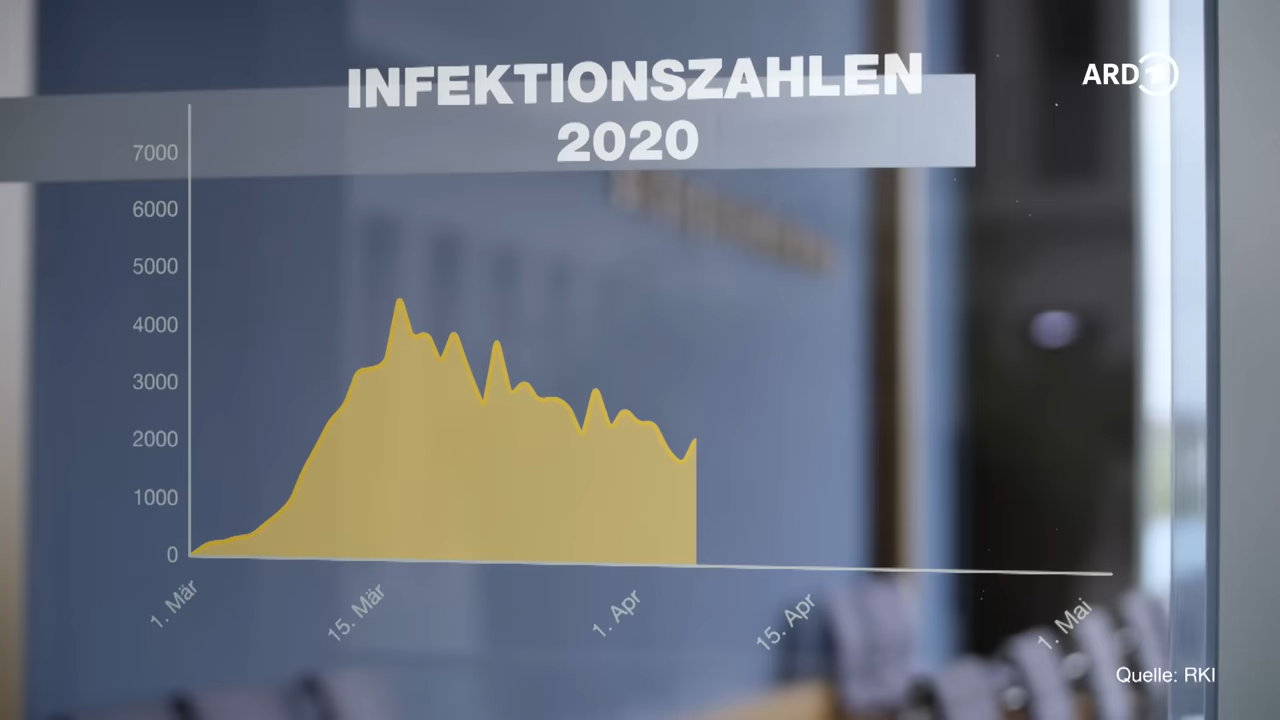 INFEKTIONSZAHLEN
2020
ARD 1
7000
6000
5000
4000
3000
2000
1000
0
1. Mär
15. Mär
1. Apr
15. Apr
1. Mai
Quelle: RKI